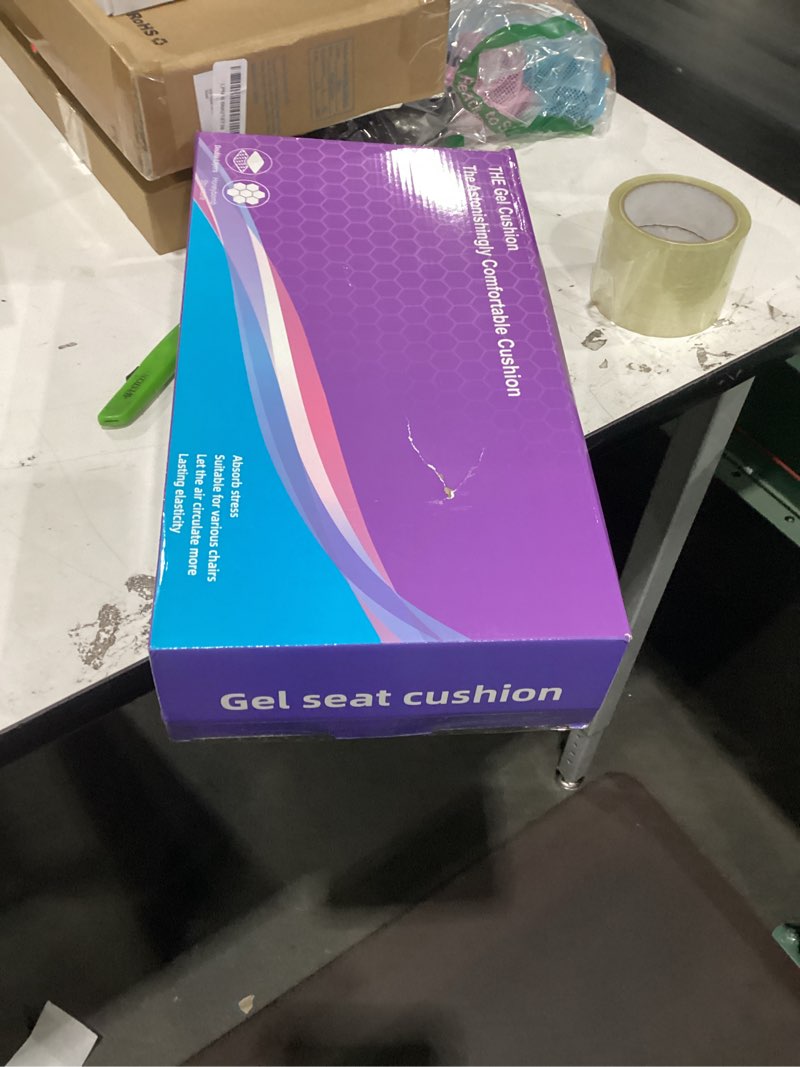 RoHS
THE Gel Cushion
The Astonishingly Comfortable Cushion
Absorb stress
Suitable for various chairs
Let the air circulate more
Lasting elasticity
Gel seat cushion